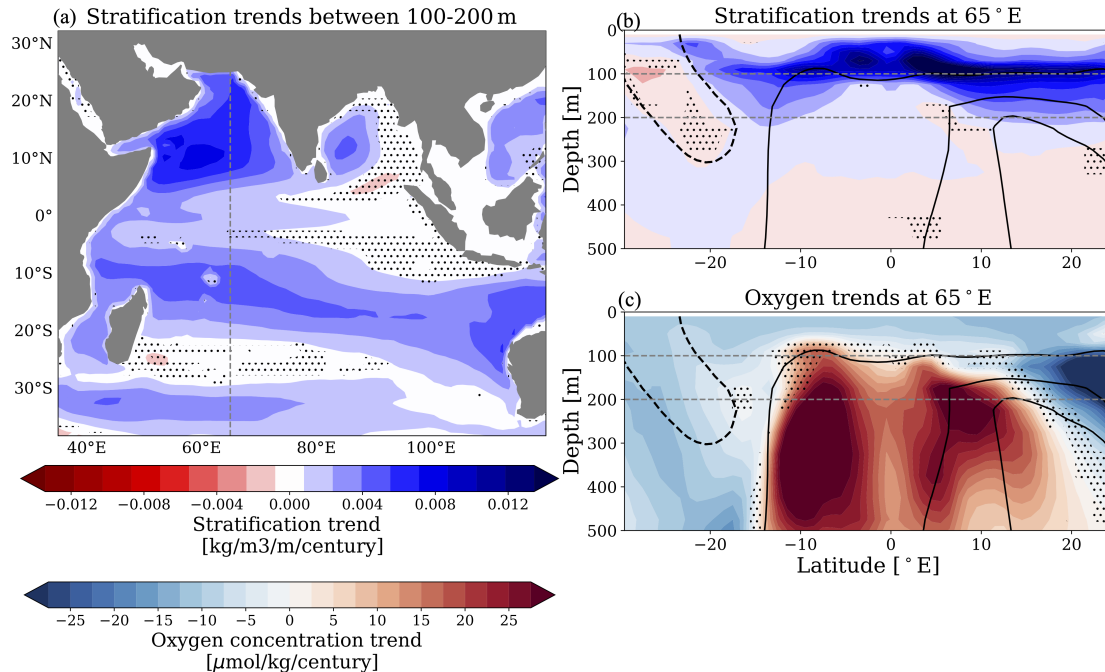 (a) Stratification trends between 100-200 m
30°N
20°N
10°N
0°
10°S
20°S
30°S
40°E 60°E 80°E 100°E
−0.012 −0.008 −0.004 0.000 0.004 0.008 0.012
Stratification trend
[kg/m3/m/century]
−25 −20 −15 −10 −5 0 5 10 15 20 25
Oxygen concentration trend
[μmol/kg/century]
(b) Stratification trends at 65°E
0
100
200
300
400
500
Depth [m]
−20 −10 0 10 20
(c) Oxygen trends at 65°E
0
100
200
300
400
500
Depth [m]
−20 −10 0 10 20
Latitude [°E]